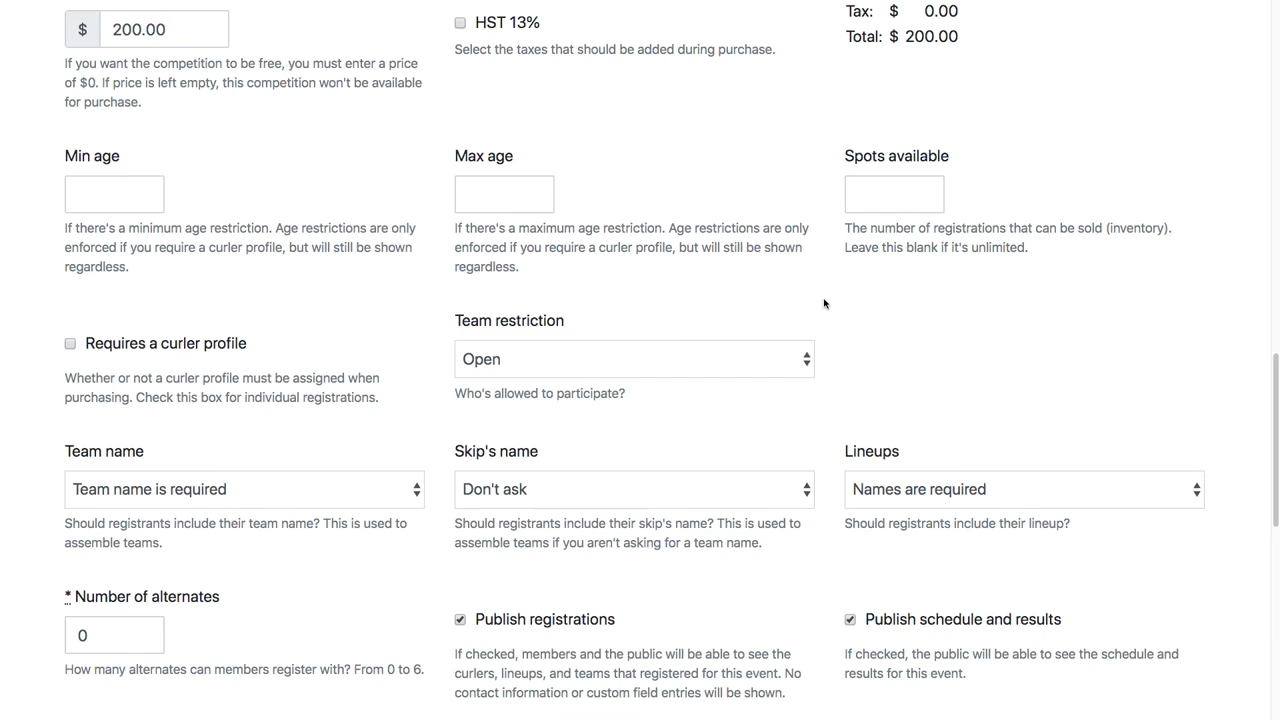 $ 200.00
If you want the competition to be free, you must enter a price
of $0. If price is left empty, this competition won't be available
for purchase.
HST 13%
Select the taxes that should be added during purchase.
Tax: $ 0.00
Total: $ 200.00
Min age
If there's a minimum age restriction. Age restrictions are only
enforced if you require a curler profile, but will still be shown
regardless.
Max age
If there's a maximum age restriction. Age restrictions are only
enforced if you require a curler profile, but will still be shown
regardless.
Spots available
The number of registrations that can be sold (inventory).
Leave this blank if it's unlimited.
Requires a curler profile
Whether or not a curler profile must be assigned when
purchasing. Check this box for individual registrations.
Team restriction
Open
Who's allowed to participate?
Team name
Team name is required
Should registrants include their team name? This is used to
assemble teams.
Skip's name
Don't ask
Should registrants include their skip's name? This is used to
assemble teams if you aren't asking for a team name.
Lineups
Names are required
Should registrants include their lineup?
* Number of alternates
0
How many alternates can members register with? From 0 to 6.
Publish registrations
If checked, members and the public will be able to see the
curlers, lineups, and teams that registered for this event. No
contact information or custom field entries will be shown.
Publish schedule and results
If checked, the public will be able to see the schedule and
results for this event.